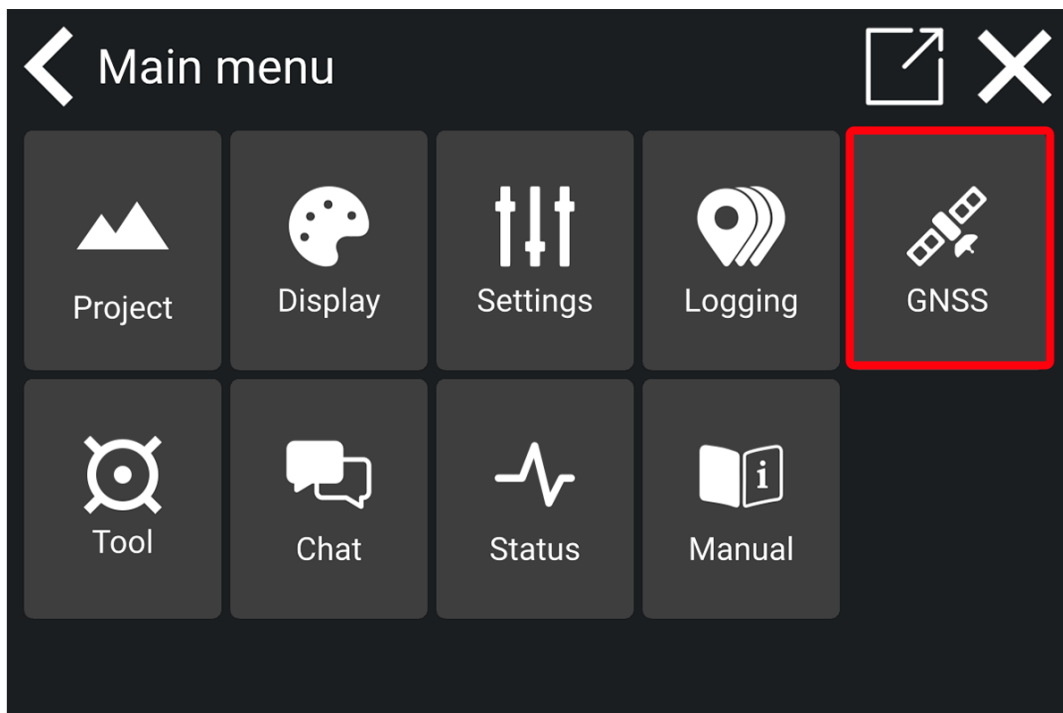 Main menu
Project
Display
Settings
Logging
GNSS
Tool
Chat
Status
Manual